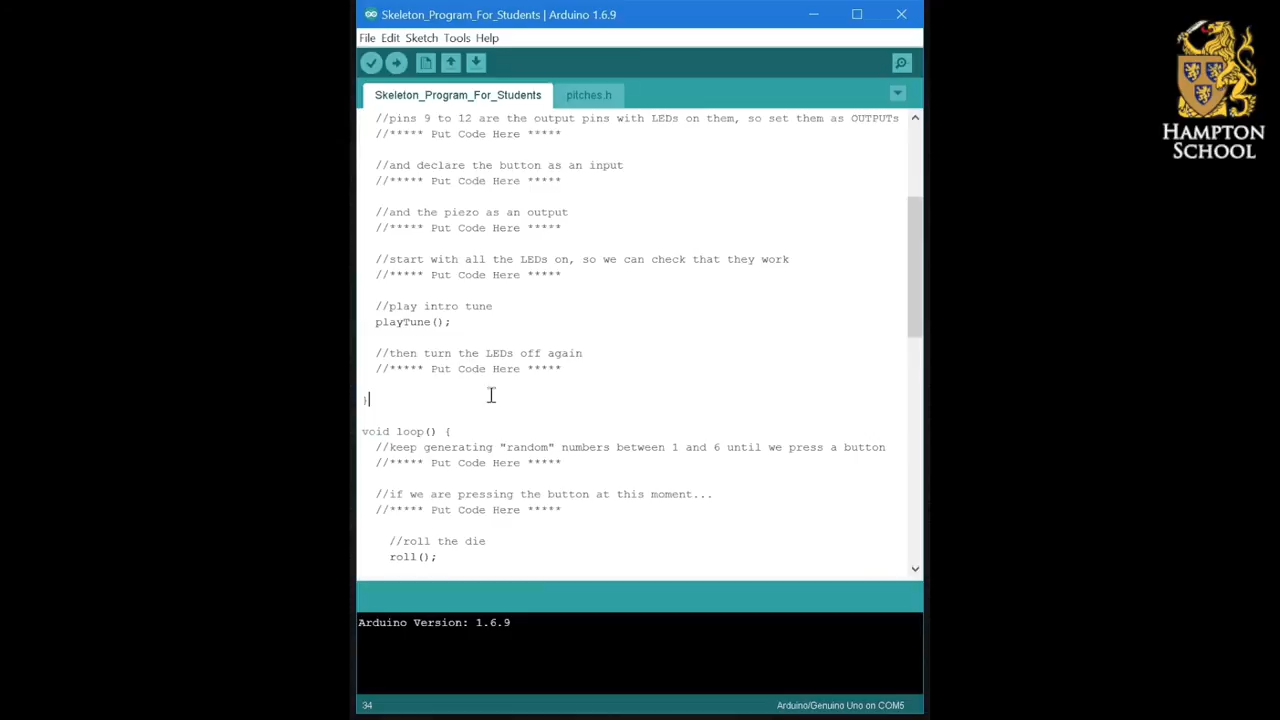 Skeleton_Program_For_Students | Arduino 1.6.9
File Edit Sketch Tools Help
Skeleton_Program_For_Students pitches.h
//pins 9 to 12 are the output pins with LEDs on them, so set them as OUTPUTs
//***** Put Code Here *****
//and declare the button as an input
//***** Put Code Here *****
//and the piezo as an output
//***** Put Code Here *****
//start with all the LEDs on, so we can check that they work
//***** Put Code Here *****
//play intro tune
playTune();
//then turn the LEDs off again
//***** Put Code Here *****
}
void loop() {
//keep generating "random" numbers between 1 and 6 until we press a button
//***** Put Code Here *****
//if we are pressing the button at this moment...
//***** Put Code Here *****
//roll the die
roll();
Arduino Version: 1.6.9
34 Arduino/Genuino Uno on COM5
HAMPTON
SCHOOL